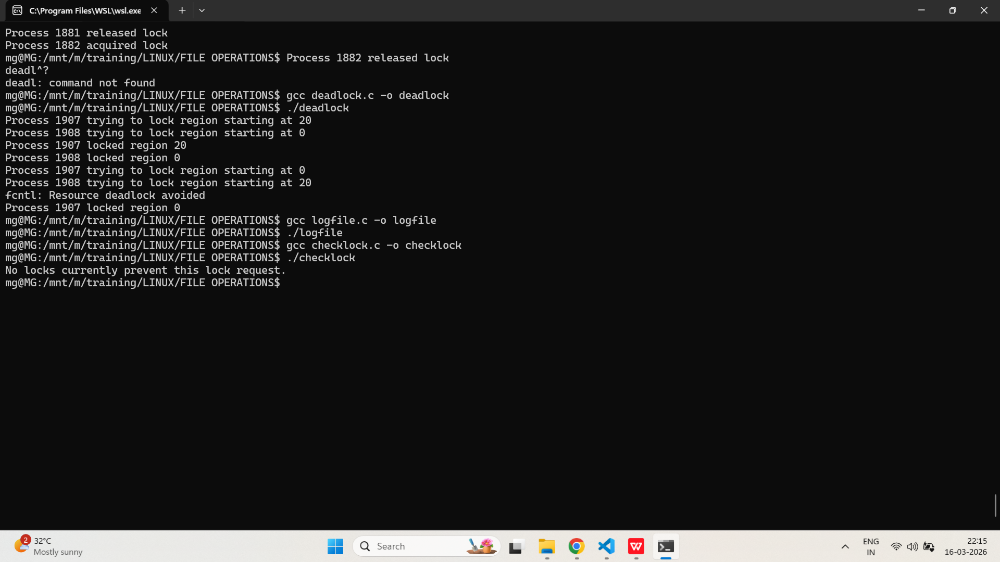 C:\Program Files\WSL\wsl.exe
Process 1881 released lock
Process 1882 acquired lock
mg@MG:/mnt/m/training/LINUX/FILE OPERATIONS$ Process 1882 released lock
deadl^?
deadl: command not found
mg@MG:/mnt/m/training/LINUX/FILE OPERATIONS$ gcc deadlock.c -o deadlock
mg@MG:/mnt/m/training/LINUX/FILE OPERATIONS$ ./deadlock
Process 1907 trying to lock region starting at 20
Process 1908 trying to lock region starting at 0
Process 1907 locked region 20
Process 1908 locked region 0
Process 1907 trying to lock region starting at 0
Process 1908 trying to lock region starting at 20
fcntl: Resource deadlock avoided
Process 1907 locked region 0
mg@MG:/mnt/m/training/LINUX/FILE OPERATIONS$ gcc logfile.c -o logfile
mg@MG:/mnt/m/training/LINUX/FILE OPERATIONS$ ./logfile
mg@MG:/mnt/m/training/LINUX/FILE OPERATIONS$ gcc checklock.c -o checklock
mg@MG:/mnt/m/training/LINUX/FILE OPERATIONS$ ./checklock
No locks currently prevent this lock request.
mg@MG:/mnt/m/training/LINUX/FILE OPERATIONS$
2
32°C
Mostly sunny
Search
ENG
IN
22:15
16-03-2026